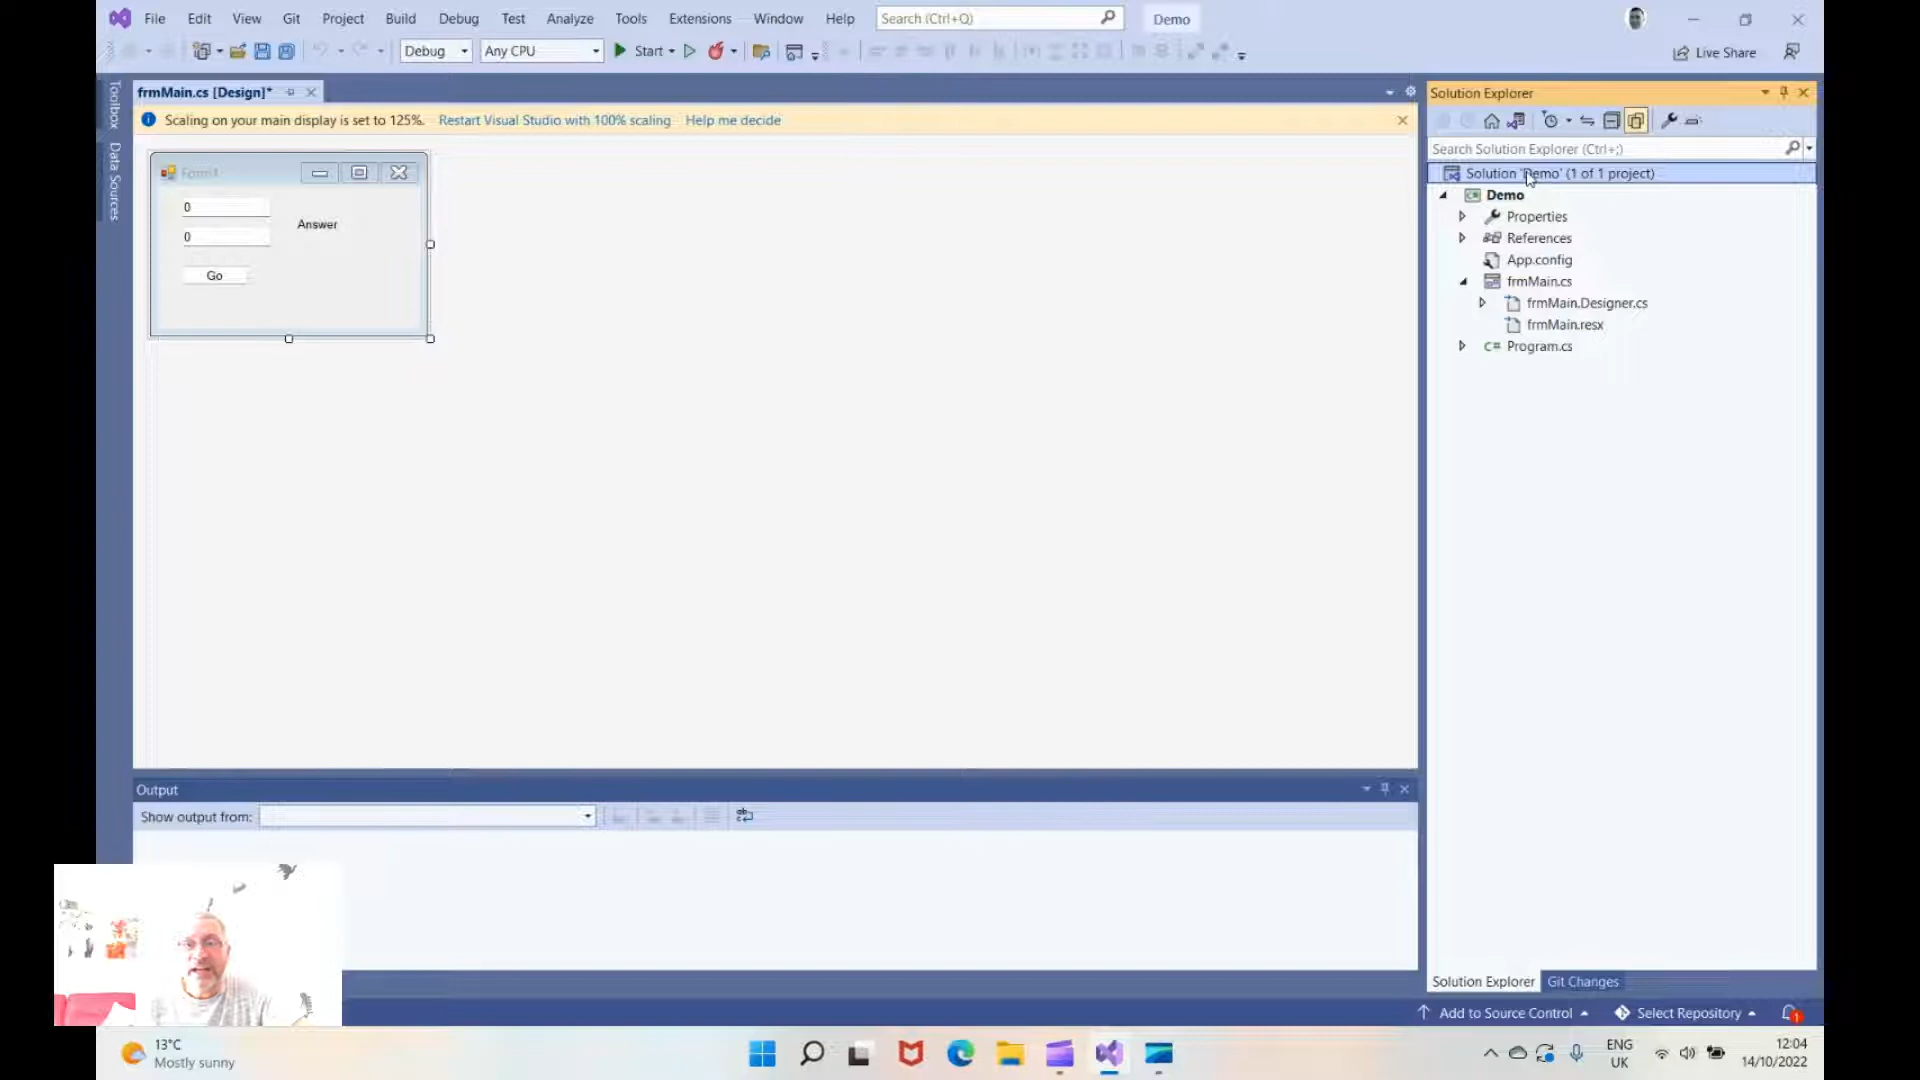 File Edit View Git Project Build Debug Test Analyze Tools Extensions Window Help Search (Ctrl+Q) Demo
Debug Any CPU Start Live Share
Toolbox
Data Sources
frmMain.cs [Design]*
Scaling on your main display is set to 125%. Restart Visual Studio with 100% scaling Help me decide
Form1
0
0
Answer
Go
Output
Show output from:
Solution Explorer
Search Solution Explorer (Ctrl+;)
Solution 'Demo' (1 of 1 project)
Demo
Properties
References
App.config
frmMain.cs
frmMain.Designer.cs
frmMain.resx
C# Program.cs
Solution Explorer Git Changes
Add to Source Control Select Repository 1
13°C
Mostly sunny
ENG
UK
12:04
14/10/2022